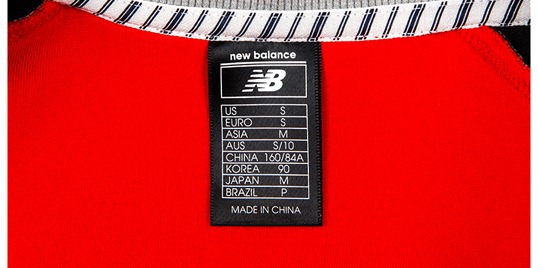 new balance
NB
US S
EURO S
ASIA M
AUS S/10
CHINA 160/84A
KOREA 90
JAPAN M
BRAZIL P
MADE IN CHINA